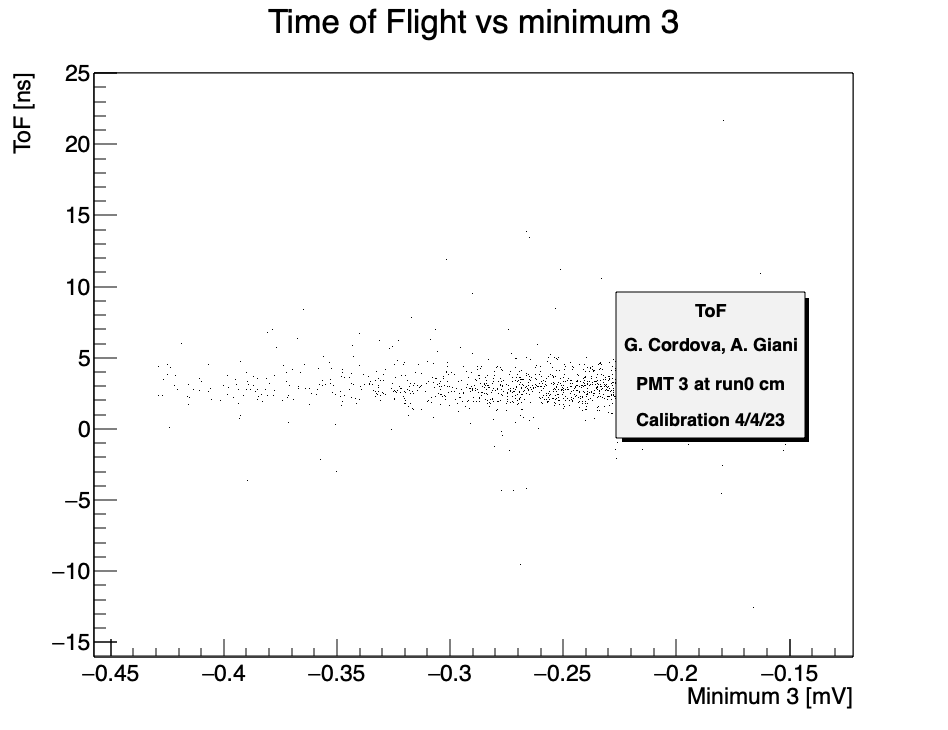 Time of Flight vs minimum 3
ToF [ns]
25
20
15
10
5
0
−5
−10
−15
ToF
G. Cordova, A. Giani
PMT 3 at run0 cm
Calibration 4/4/23
−0.45 −0.4 −0.35 −0.3 −0.25 −0.2 −0.15
Minimum 3 [mV]